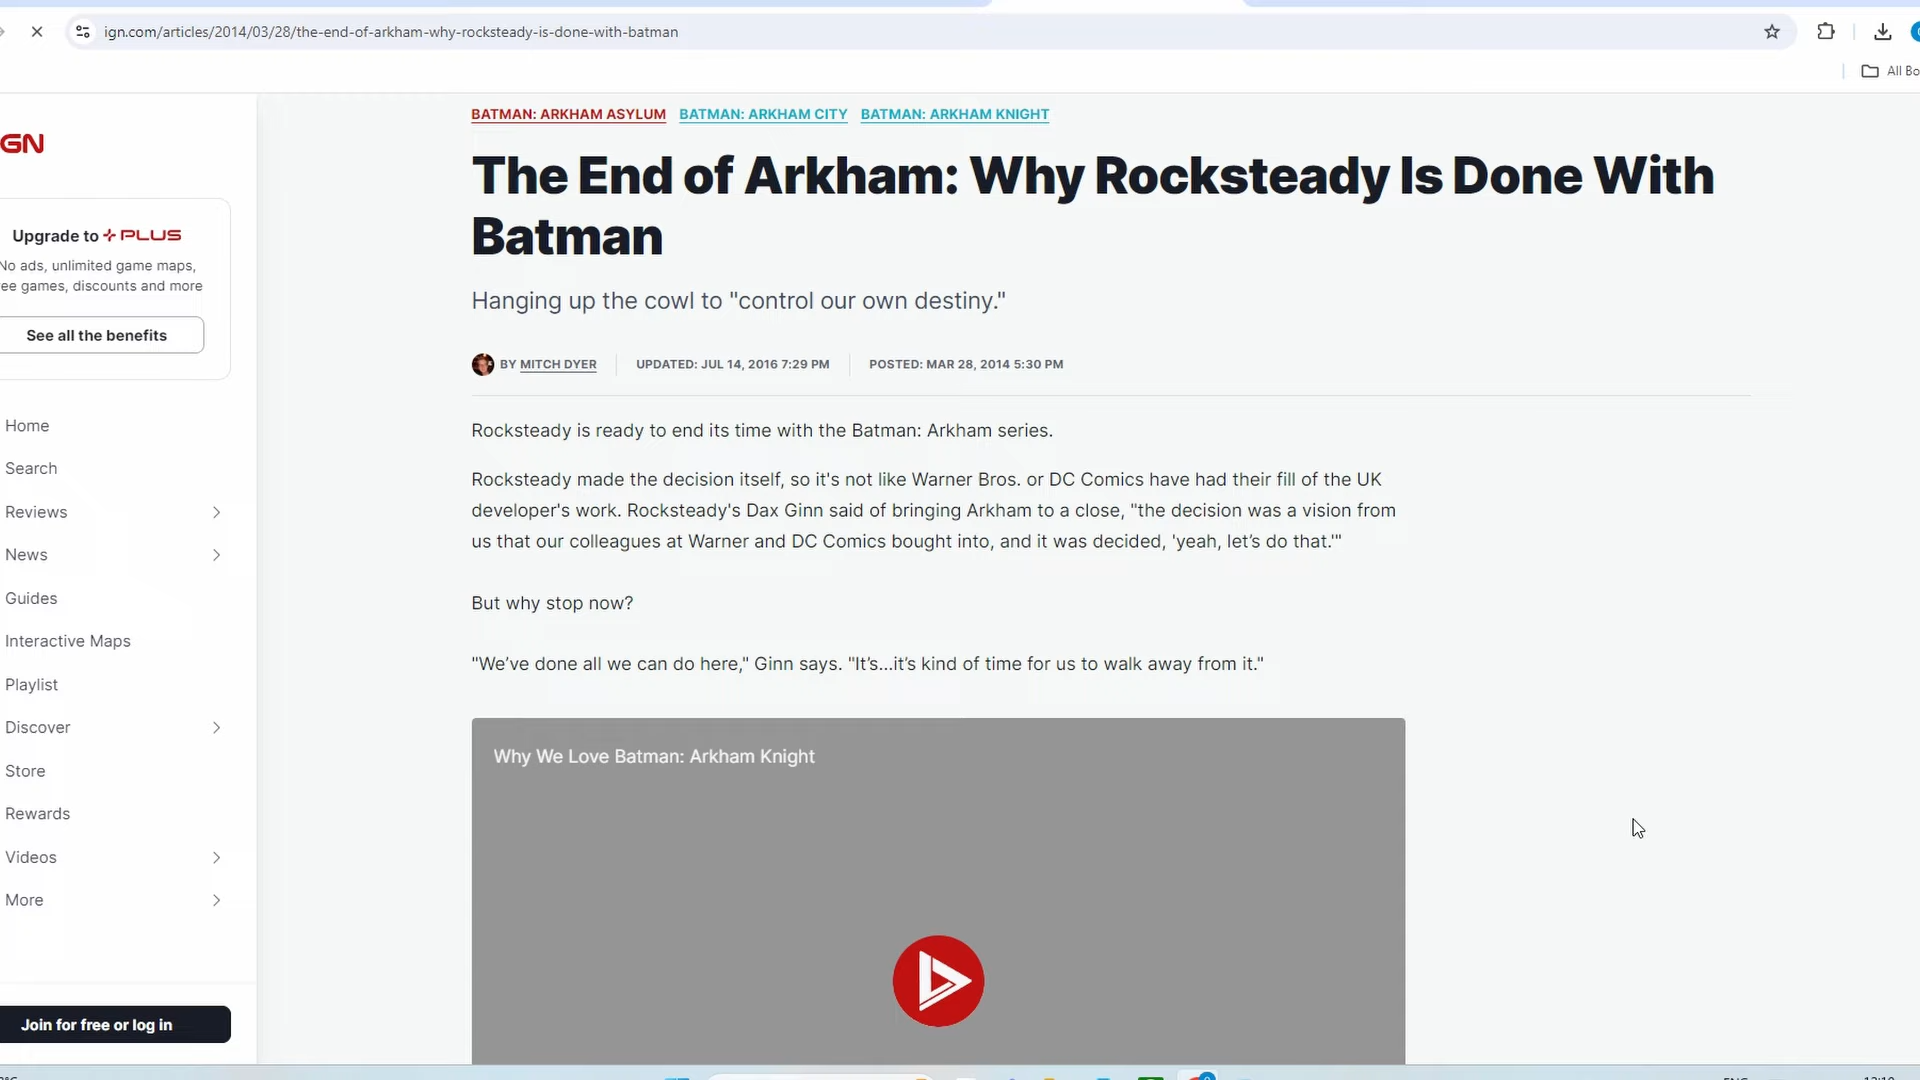 ign.com/articles/2014/03/28/the-end-of-arkham-why-rocksteady-is-done-with-batman
All Bo
GN
Upgrade to + PLUS
No ads, unlimited game maps,
ree games, discounts and more
See all the benefits
Home
Search
Reviews
News
Guides
Interactive Maps
Playlist
Discover
Store
Rewards
Videos
More
Join for free or log in
BATMAN: ARKHAM ASYLUM BATMAN: ARKHAM CITY BATMAN: ARKHAM KNIGHT
The End of Arkham: Why Rocksteady Is Done With
Batman
Hanging up the cowl to "control our own destiny."
BY MITCH DYER UPDATED: JUL 14, 2016 7:29 PM POSTED: MAR 28, 2014 5:30 PM
Rocksteady is ready to end its time with the Batman: Arkham series.
Rocksteady made the decision itself, so it's not like Warner Bros. or DC Comics have had their fill of the UK
developer's work. Rocksteady's Dax Ginn said of bringing Arkham to a close, "the decision was a vision from
us that our colleagues at Warner and DC Comics bought into, and it was decided, 'yeah, let’s do that.'"
But why stop now?
"We’ve done all we can do here," Ginn says. "It’s...it’s kind of time for us to walk away from it."
Why We Love Batman: Arkham Knight